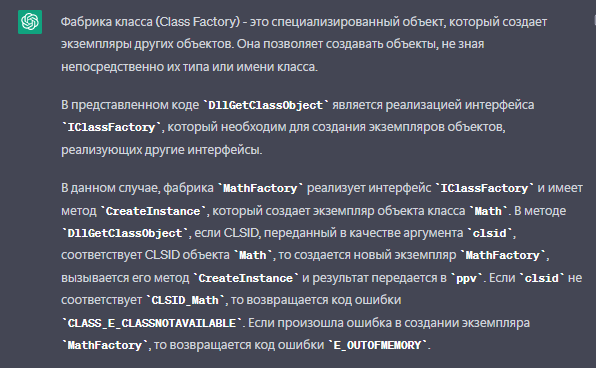 Фабрика класса (Class Factory) - это специализированный объект, который создает
экземпляры других объектов. Она позволяет создавать объекты, не зная
непосредственно их типа или имени класса.
В представленном коде `DllGetClassObject` является реализацией интерфейса
`IClassFactory`, который необходим для создания экземпляров объектов,
реализующих другие интерфейсы.
В данном случае, фабрика `MathFactory` реализует интерфейс `IClassFactory` и имеет
метод `CreateInstance`, который создает экземпляр объекта класса `Math`. В методе
`DllGetClassObject`, если CLSID, переданный в качестве аргумента `clsid`,
соответствует CLSID объекта `Math`, то создается новый экземпляр `MathFactory`,
вызывается его метод `CreateInstance` и результат передается в `ppv`. Если `clsid` не
соответствует `CLSID_Math`, то возвращается код ошибки
`CLASS_E_CLASSNOTAVAILABLE`. Если произошла ошибка в создании экземпляра
`MathFactory`, то возвращается код ошибки `E_OUTOFMEMORY`.